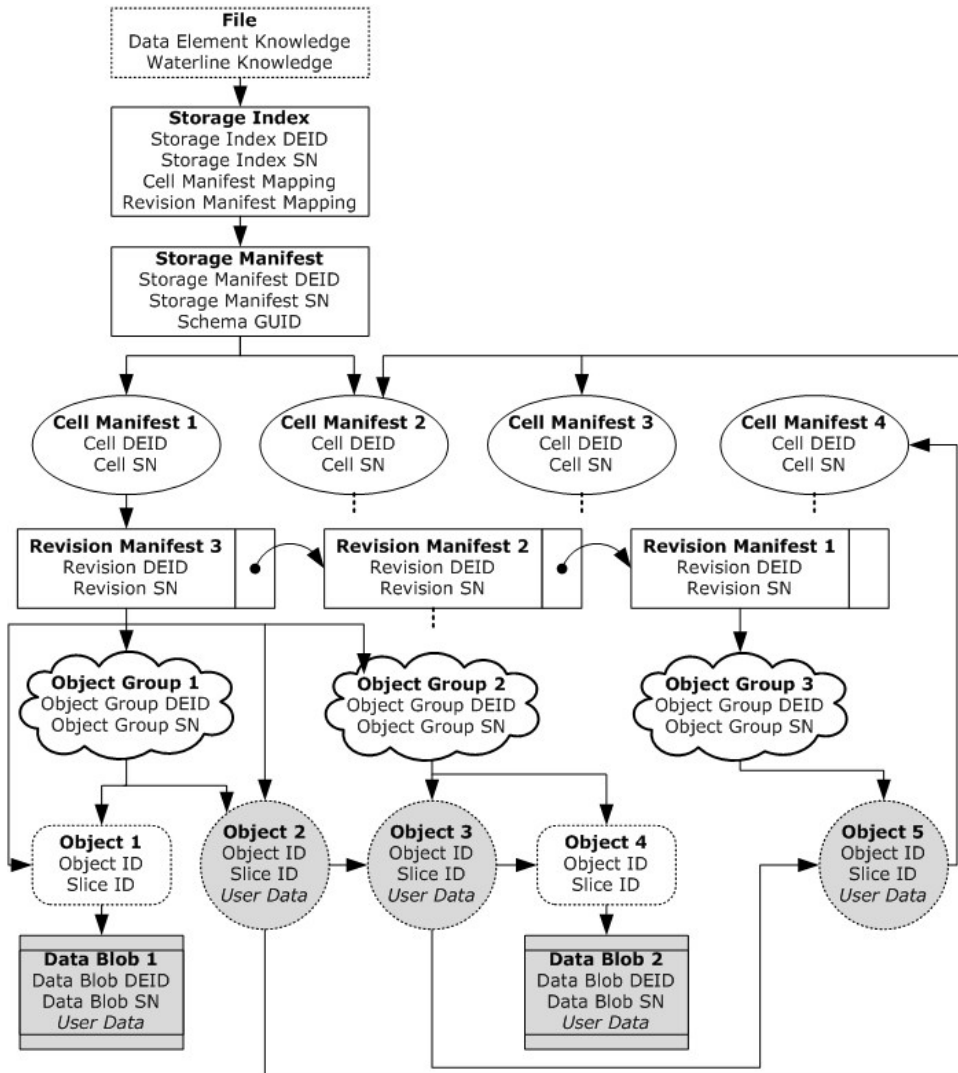 File
Data Element Knowledge
Waterline Knowledge
Storage Index
Storage Index DEID
Storage Index SN
Cell Manifest Mapping
Revision Manifest Mapping
Storage Manifest
Storage Manifest DEID
Storage Manifest SN
Schema GUID
Cell Manifest 1
Cell DEID
Cell SN
Cell Manifest 2
Cell DEID
Cell SN
Cell Manifest 3
Cell DEID
Cell SN
Cell Manifest 4
Cell DEID
Cell SN
Revision Manifest 3
Revision DEID
Revision SN
Revision Manifest 2
Revision DEID
Revision SN
Revision Manifest 1
Revision DEID
Revision SN
Object Group 1
Object Group DEID
Object Group SN
Object Group 2
Object Group DEID
Object Group SN
Object Group 3
Object Group DEID
Object Group SN
Object 1
Object ID
Slice ID
Object 2
Object ID
Slice ID
User Data
Object 3
Object ID
Slice ID
User Data
Object 4
Object ID
Slice ID
Object 5
Object ID
Slice ID
User Data
Data Blob 1
Data Blob DEID
Data Blob SN
User Data
Data Blob 2
Data Blob DEID
Data Blob SN
User Data